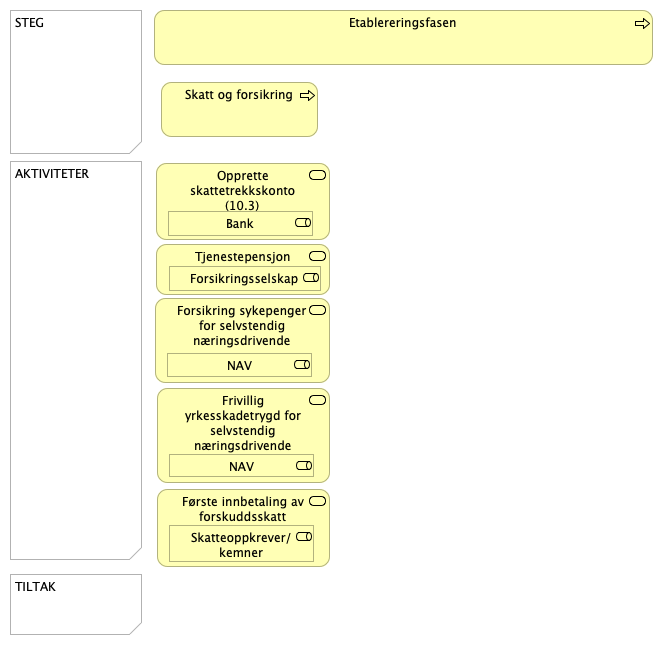 STEG
Etablereringsfasen
Skatt og forsikring
AKTIVITETER
Opprette
skattetrekkskonto
(10.3)
Bank
Tjenestepensjon
Forsikringsselskap
Forsikring sykepenger
for selvstendig
næringsdrivende
NAV
Frivillig
yrkesskadetrygd for
selvstendig
næringsdrivende
NAV
Første innbetaling av
forskuddsskatt
Skatteoppkrever/
kemner
TILTAK